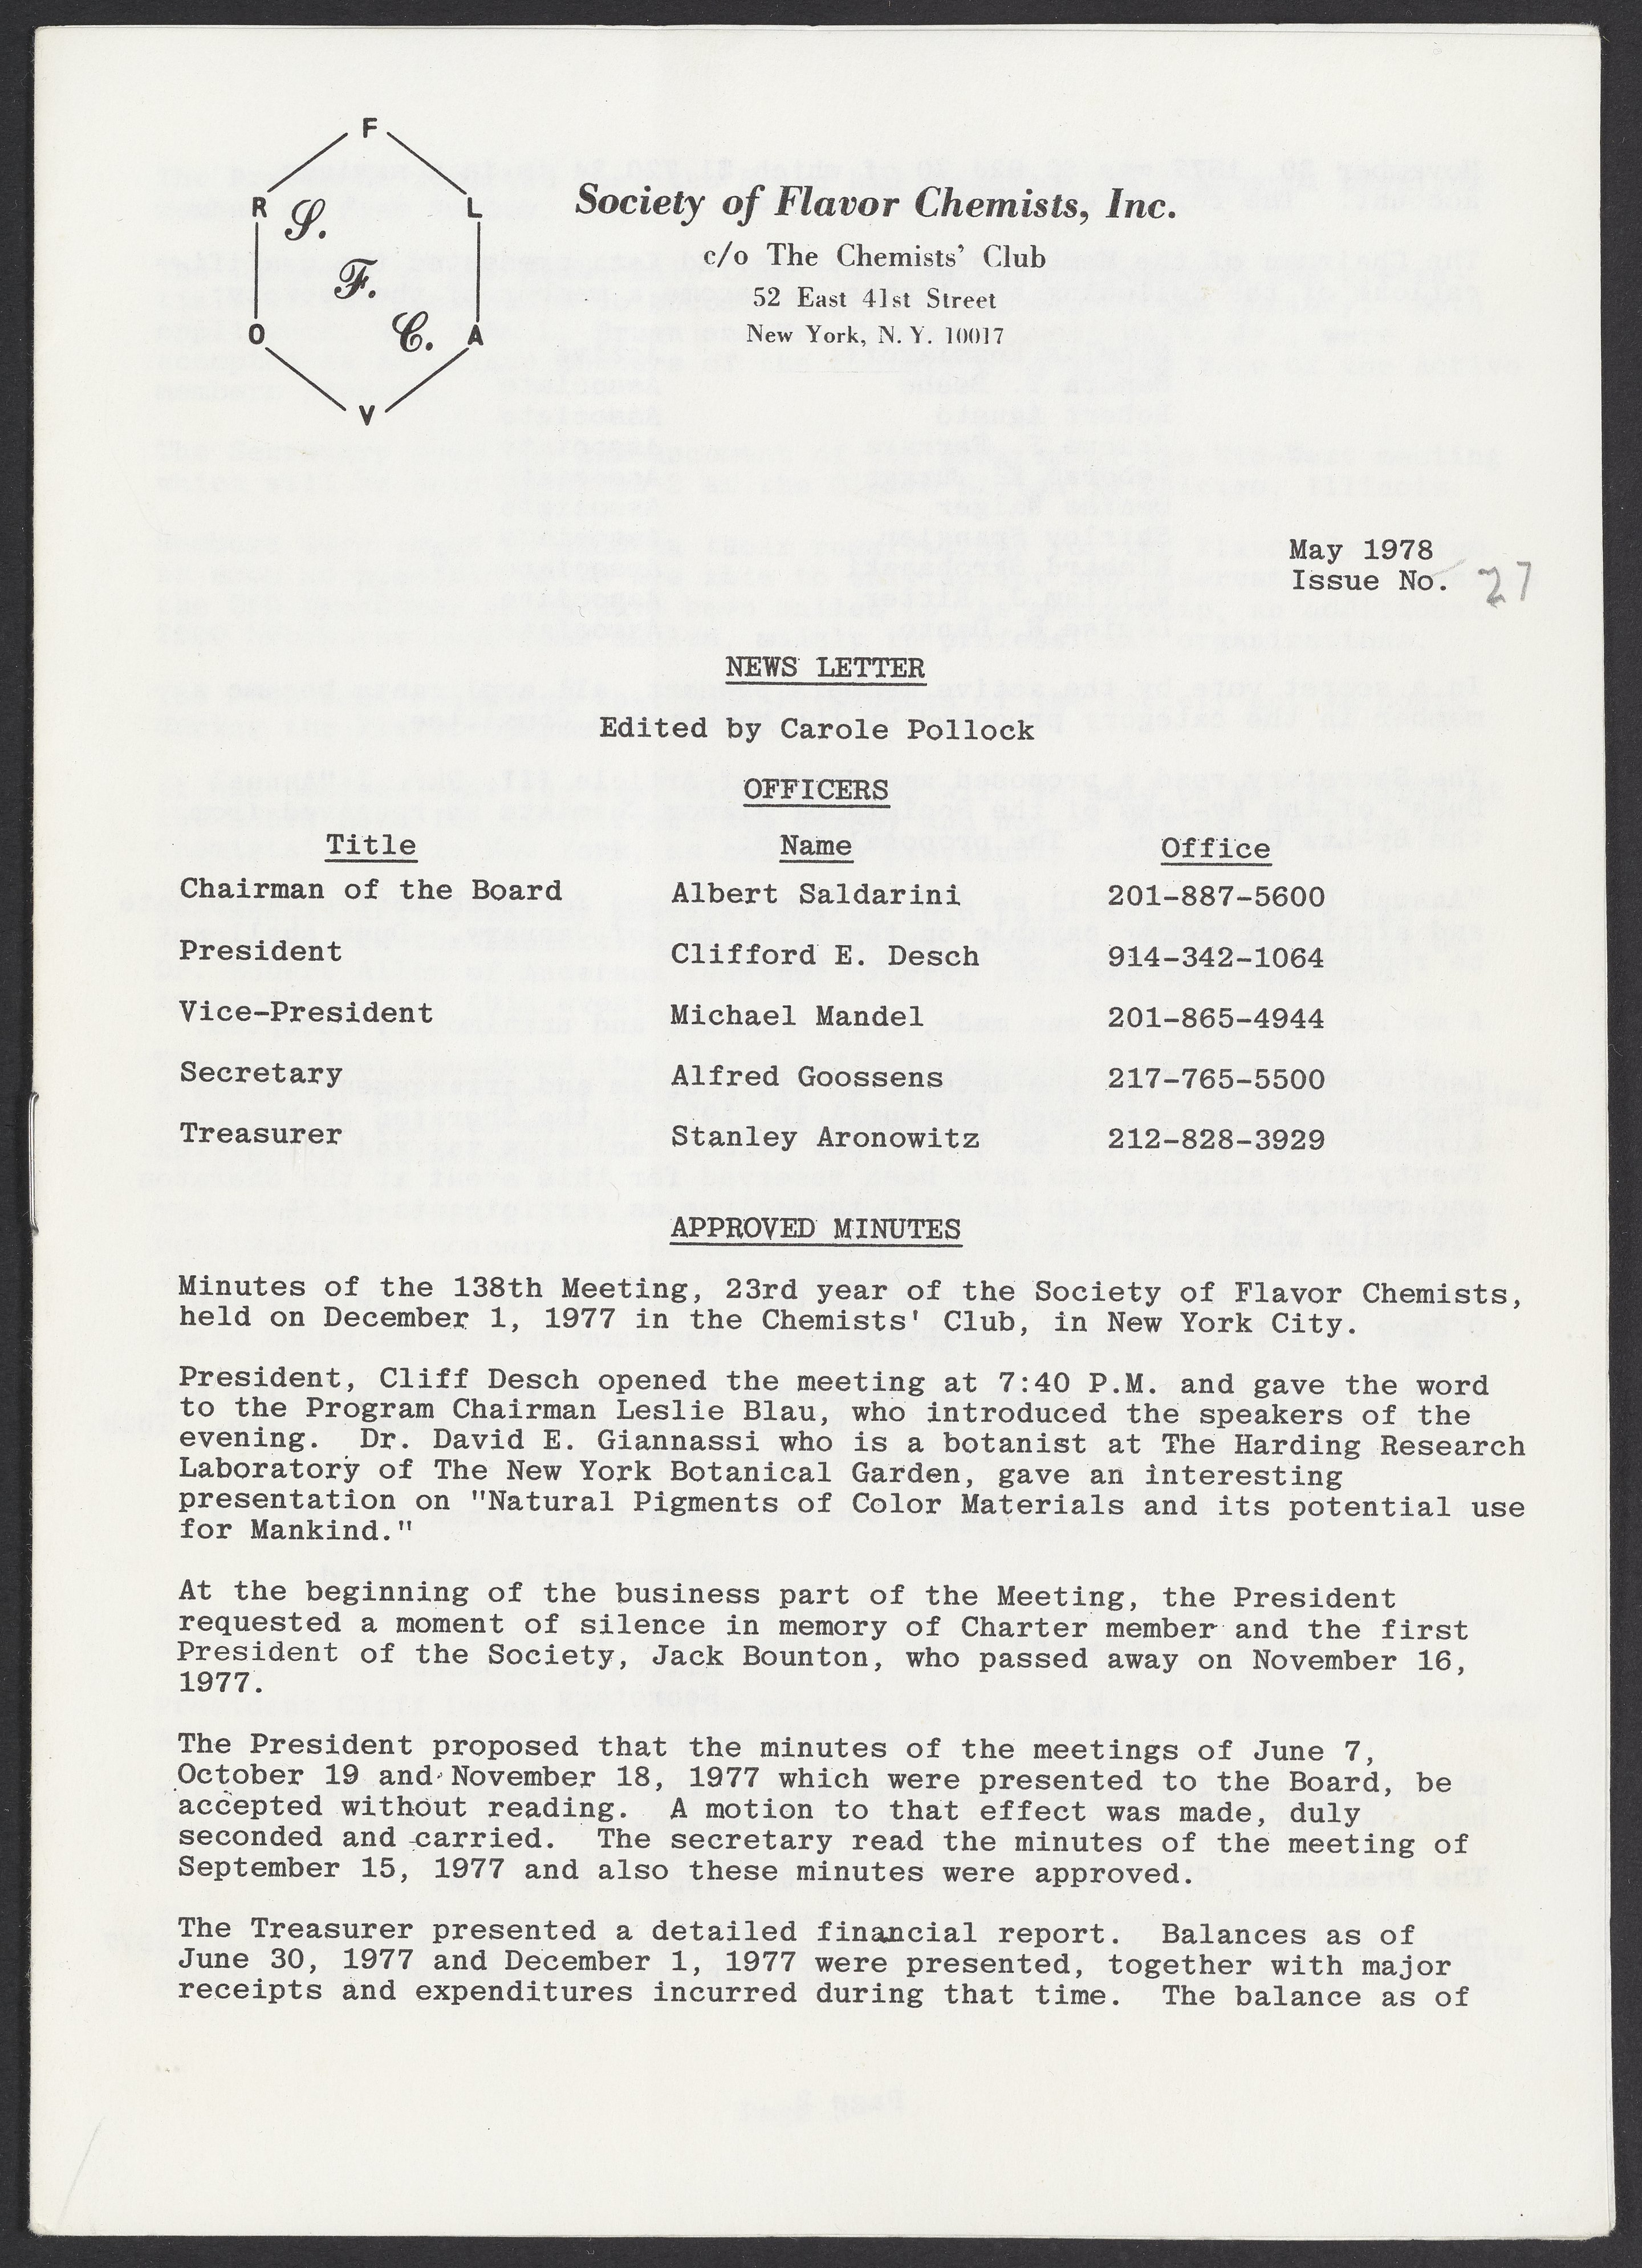 F
R L
S.
F.
C.
O A
V
Society of Flavor Chemists, Inc.
c/o The Chemists' Club
52 East 41st Street
New York, N. Y. 10017
May 1978
Issue No. 27
NEWS LETTER
Edited by Carole Pollock
OFFICERS
Title Name Office
Chairman of the Board Albert Saldarini 201-887-5600
President Clifford E. Desch 914-342-1064
Vice-President Michael Mandel 201-865-4944
Secretary Alfred Goossens 217-765-5500
Treasurer Stanley Aronowitz 212-828-3929
APPROVED MINUTES
Minutes of the 138th Meeting, 23rd year of the Society of Flavor Chemists,
held on December 1, 1977 in the Chemists' Club, in New York City.
President, Cliff Desch opened the meeting at 7:40 P.M. and gave the word
to the Program Chairman Leslie Blau, who introduced the speakers of the
evening. Dr. David E. Giannassi who is a botanist at The Harding Research
Laboratory of The New York Botanical Garden, gave an interesting
presentation on "Natural Pigments of Color Materials and its potential use
for Mankind."
At the beginning of the business part of the Meeting, the President
requested a moment of silence in memory of Charter member and the first
President of the Society, Jack Bounton, who passed away on November 16,
1977.
The President proposed that the minutes of the meetings of June 7,
October 19 and November 18, 1977 which were presented to the Board, be
accepted without reading. A motion to that effect was made, duly
seconded and carried. The secretary read the minutes of the meeting of
September 15, 1977 and also these minutes were approved.
The Treasurer presented a detailed financial report. Balances as of
June 30, 1977 and December 1, 1977 were presented, together with major
receipts and expenditures incurred during that time. The balance as of